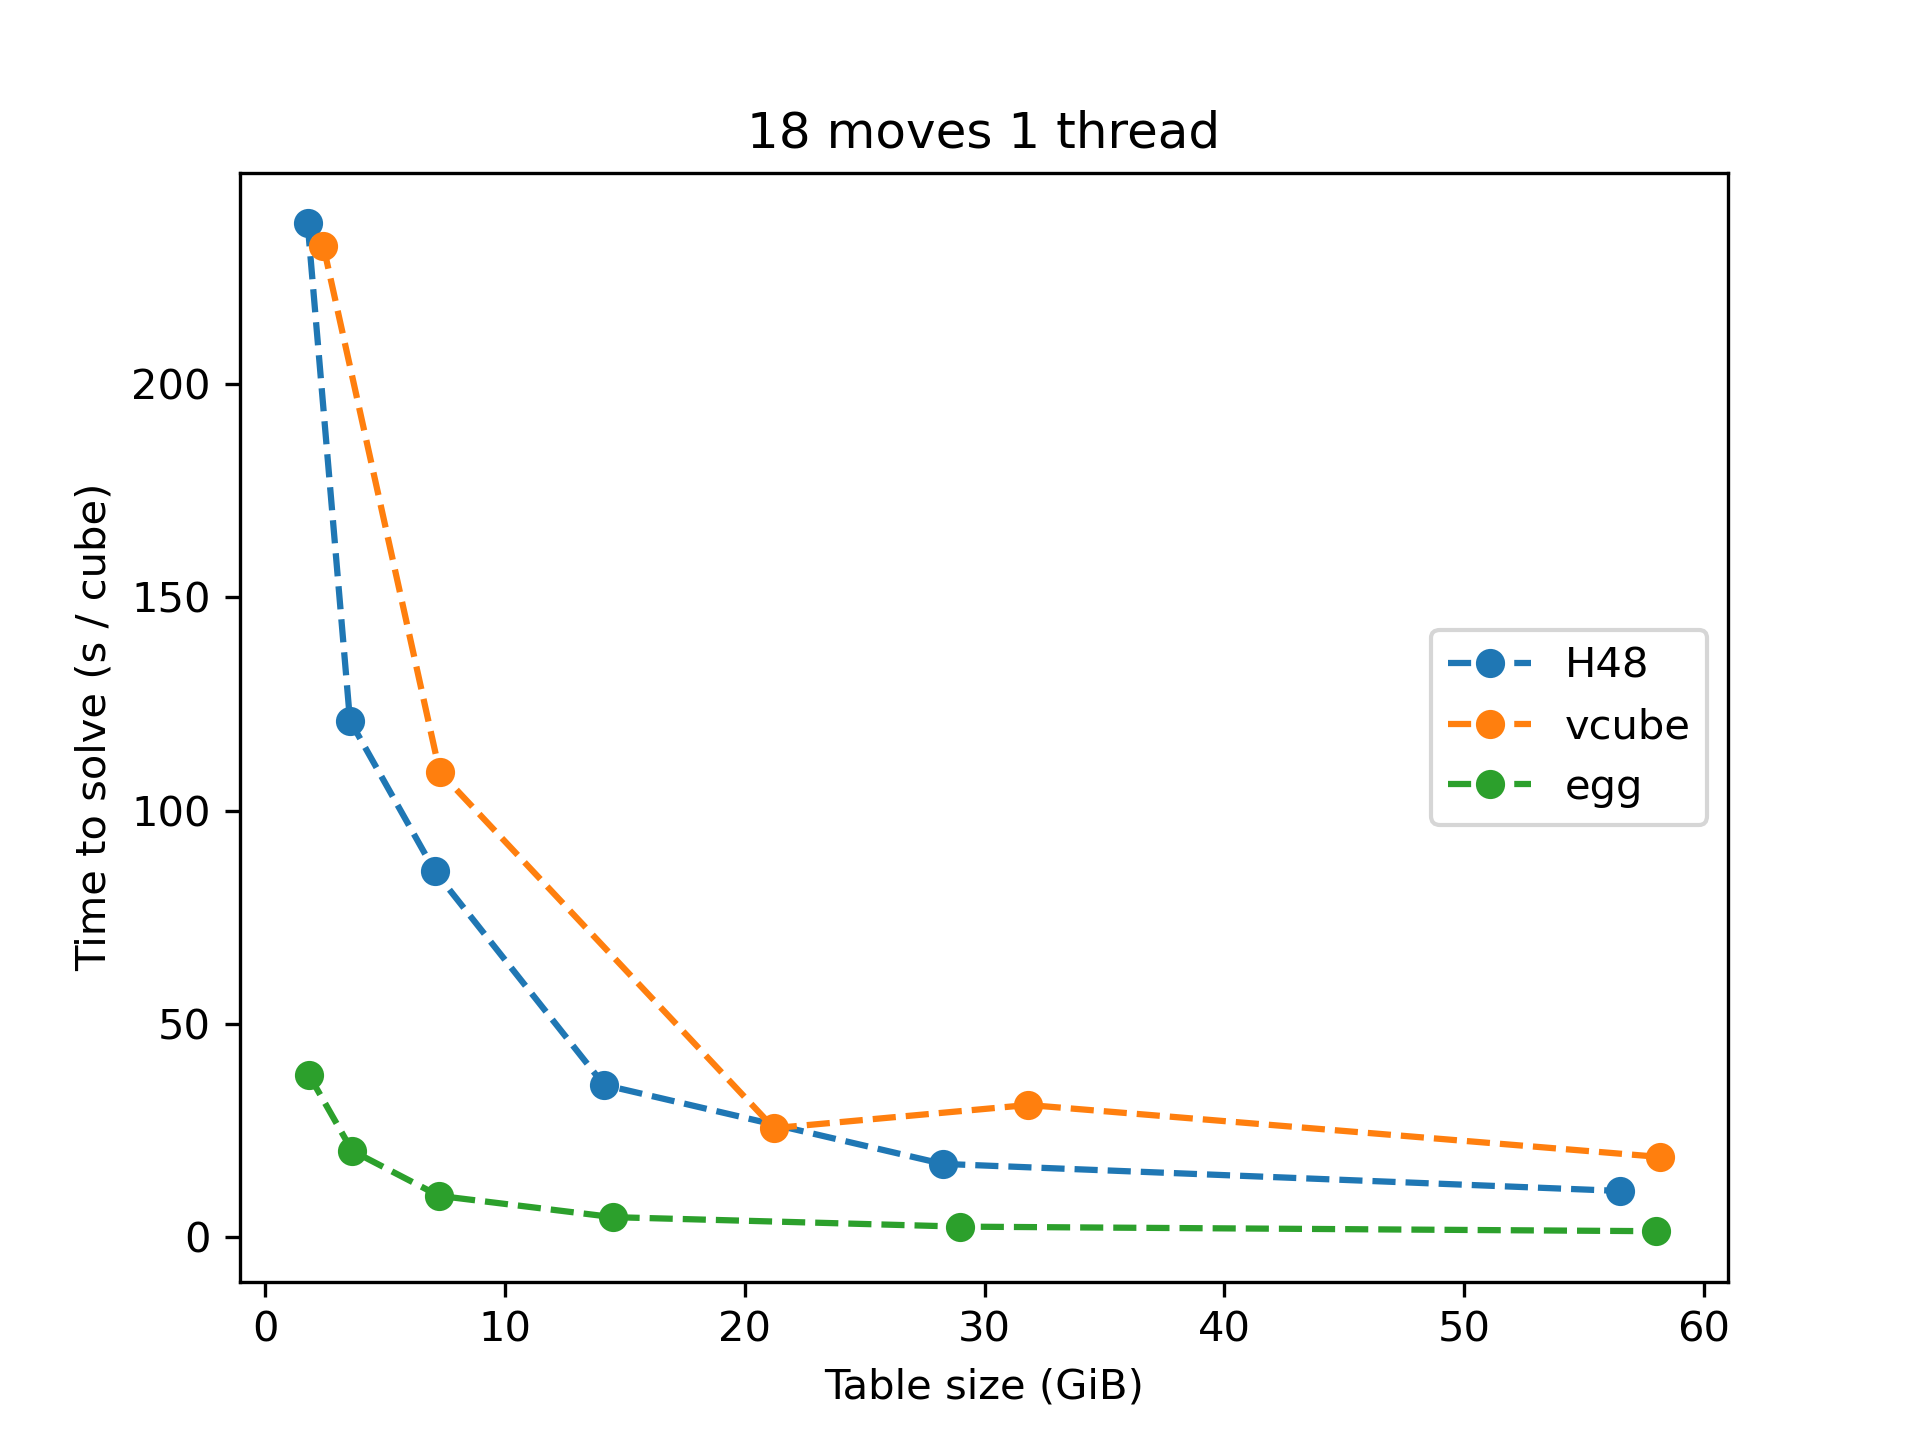 18 moves 1 thread
Time to solve (s / cube)
200
150
100
50
0
H48
vcube
egg
0 10 20 30 40 50 60
Table size (GiB)